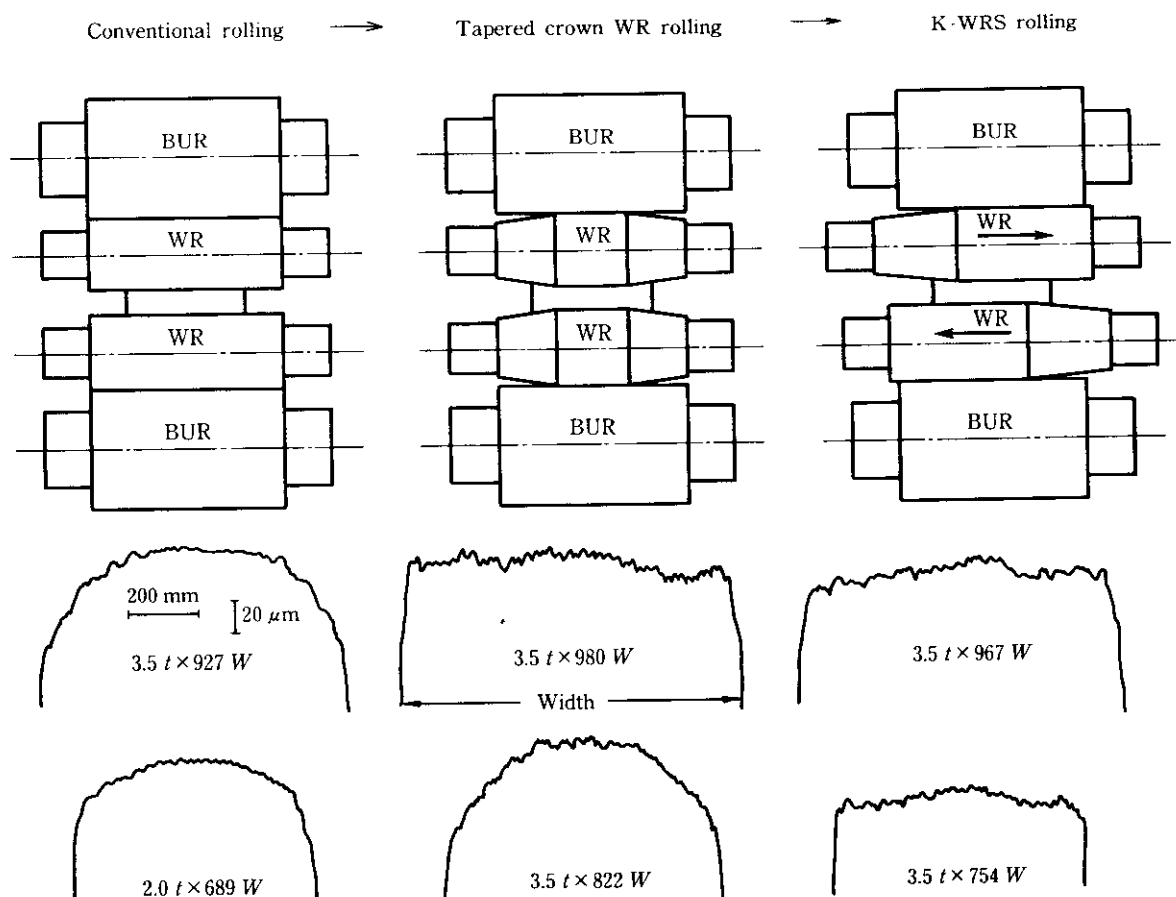 Conventional rolling → Tapered crown WR rolling → K-WRS rolling
BUR BUR BUR
WR WR WR
WR WR WR
BUR BUR BUR
200 mm 20 μm
3.5 t×927 W 3.5 t×980 W 3.5 t×967 W
Width
2.0 t×689 W 3.5 t×822 W 3.5 t×754 W